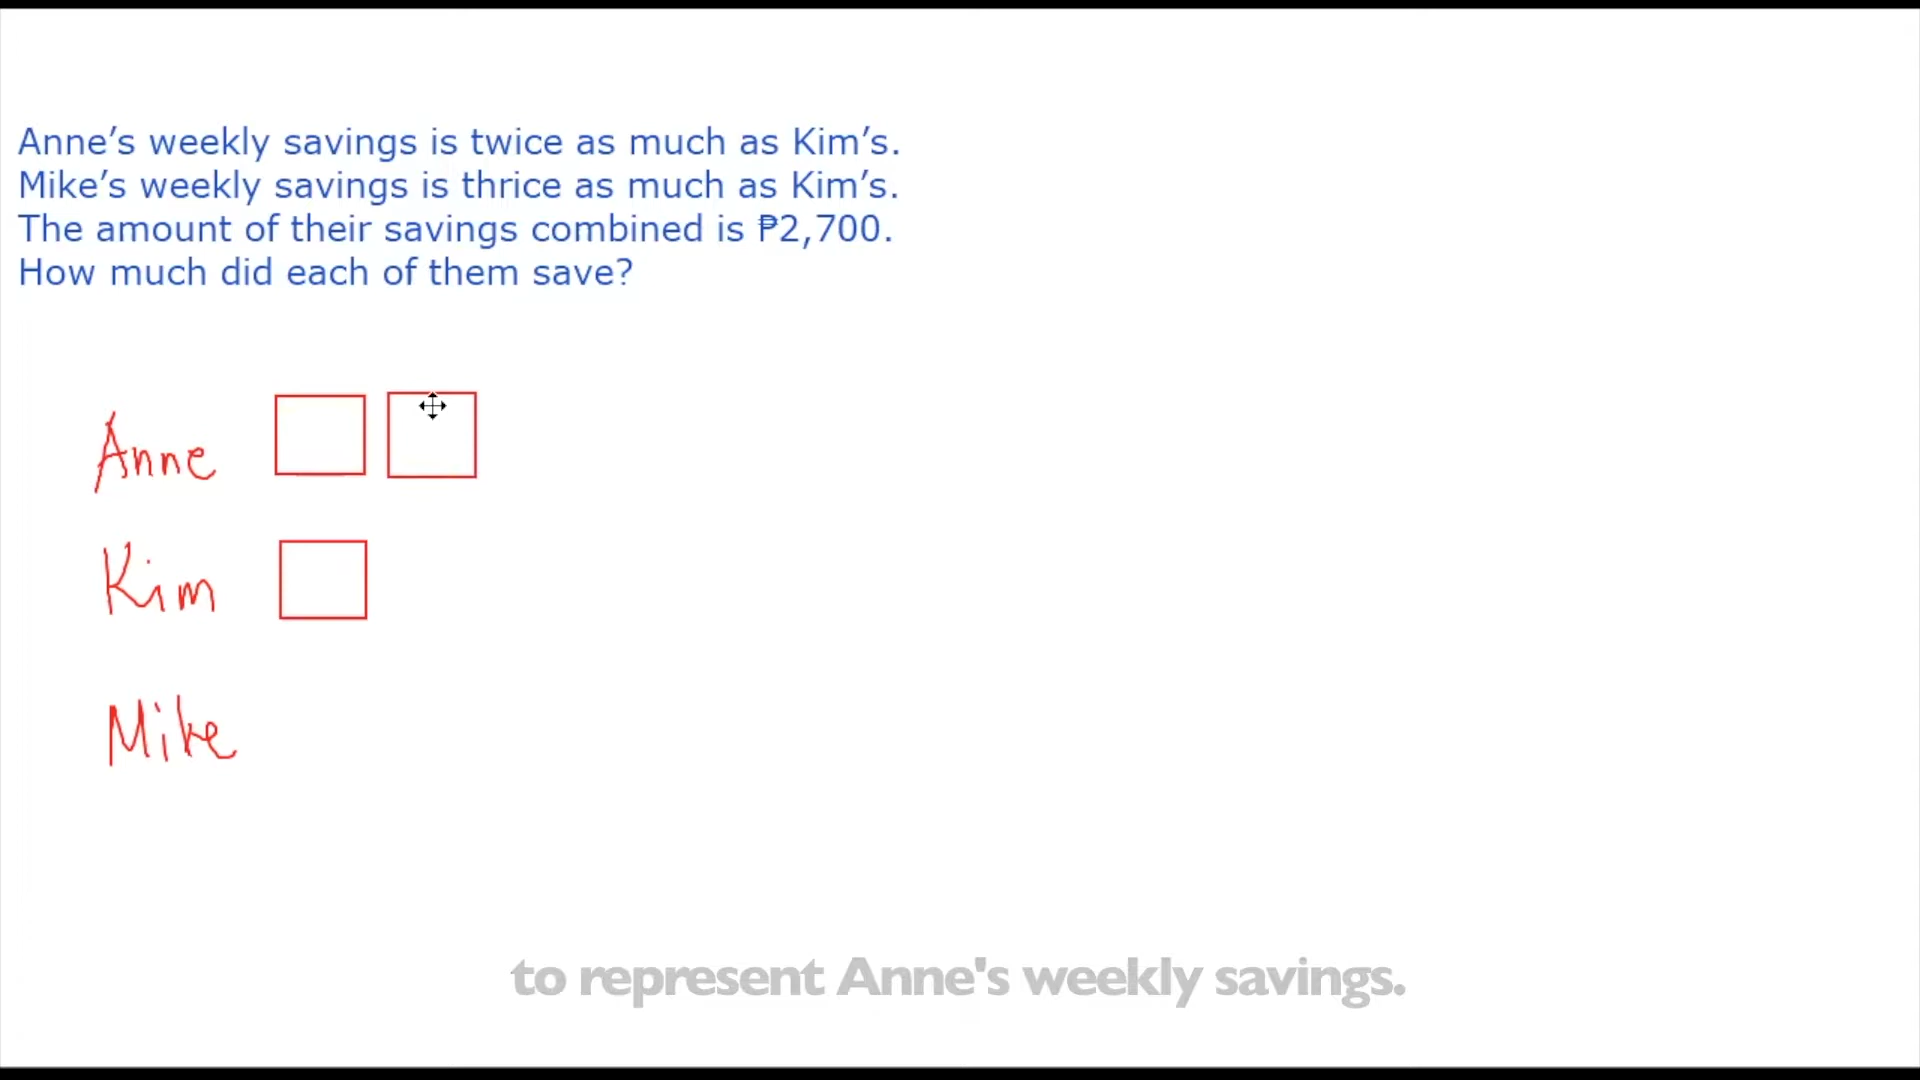 Anne’s weekly savings is twice as much as Kim’s.
Mike’s weekly savings is thrice as much as Kim’s.
The amount of their savings combined is ₱2,700.
How much did each of them save?
Anne
Kim
Mike
to represent Anne's weekly savings.